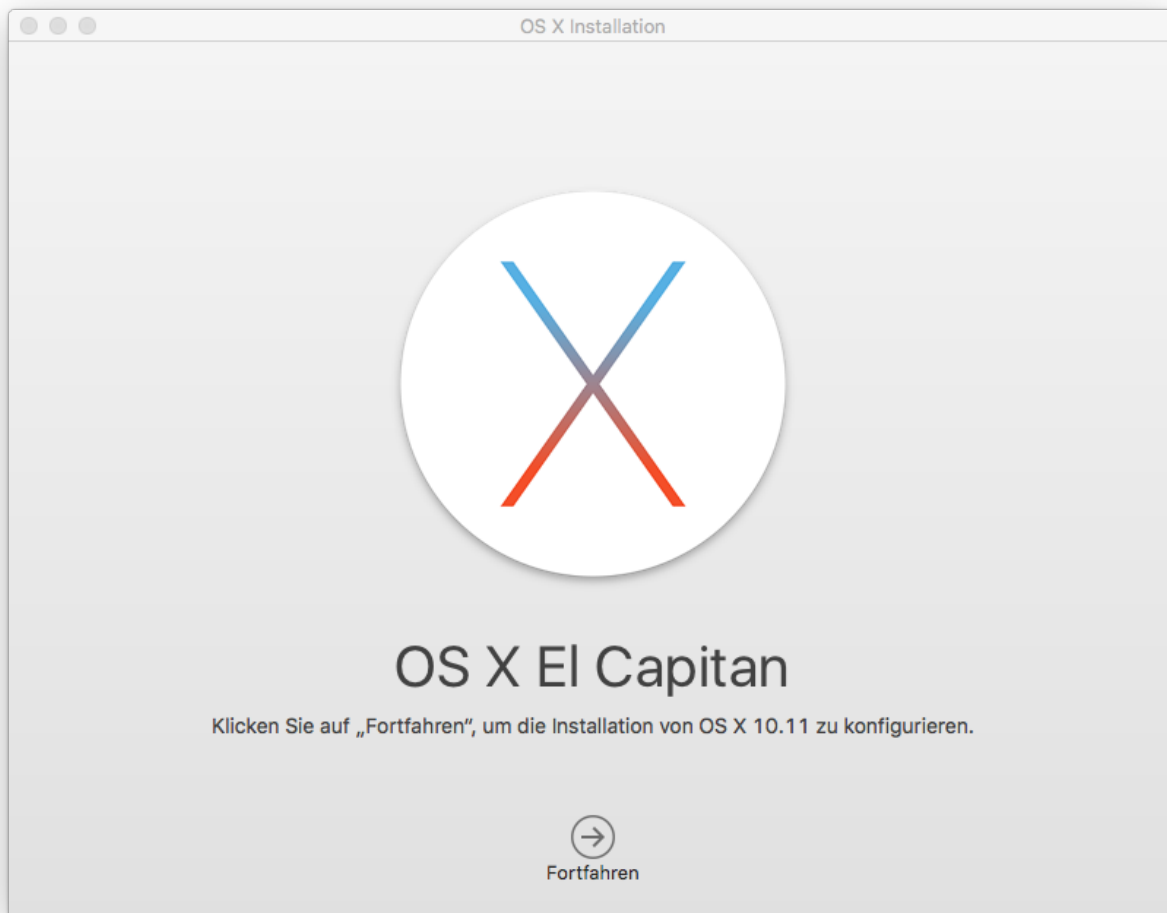 OS X Installation
OS X El Capitan
Klicken Sie auf „Fortfahren“, um die Installation von OS X 10.11 zu konfigurieren.
Fortfahren